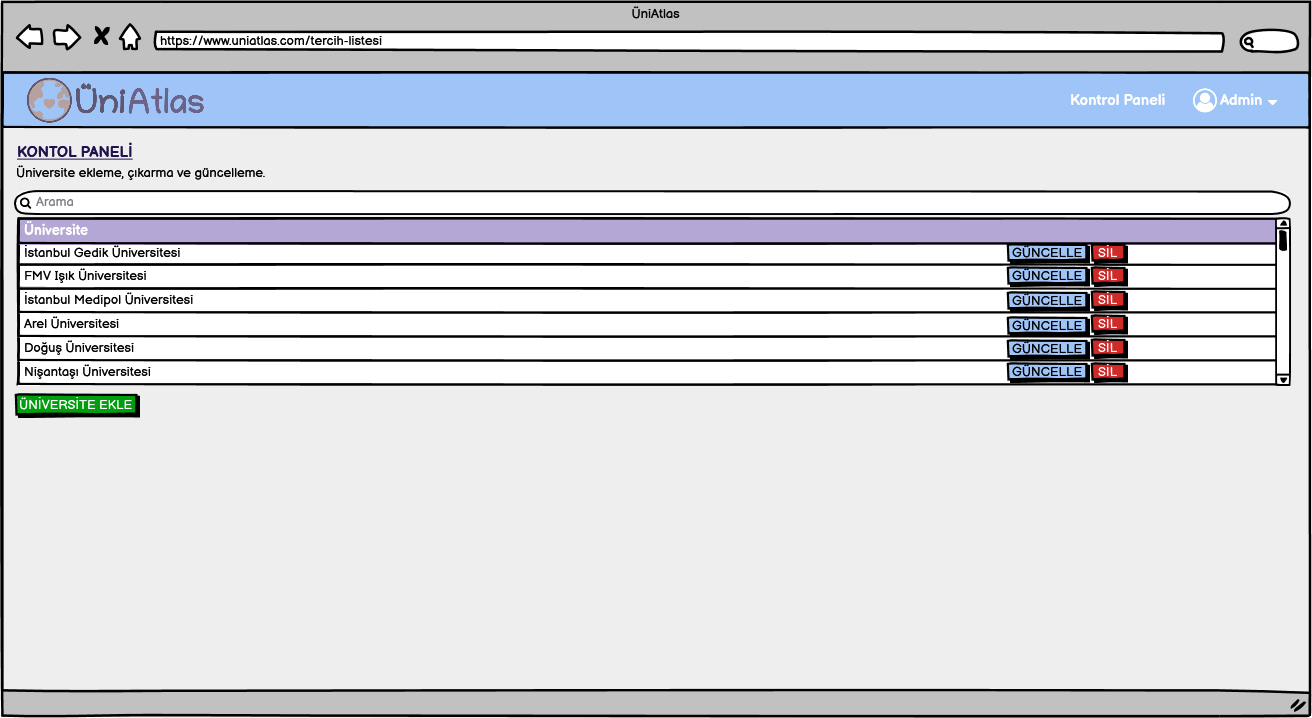 ÜniAtlas
https://www.uniatlas.com/tercih-listesi
ÜniAtlas
Kontrol Paneli
Admin
KONTOL PANELİ
Üniversite ekleme, çıkarma ve güncelleme.
Arama
Üniversite
İstanbul Gedik Üniversitesi GÜNCELLE SİL
FMV Işık Üniversitesi GÜNCELLE SİL
İstanbul Medipol Üniversitesi GÜNCELLE SİL
Arel Üniversitesi GÜNCELLE SİL
Doğuş Üniversitesi GÜNCELLE SİL
Nişantaşı Üniversitesi GÜNCELLE SİL
ÜNİVERSİTE EKLE